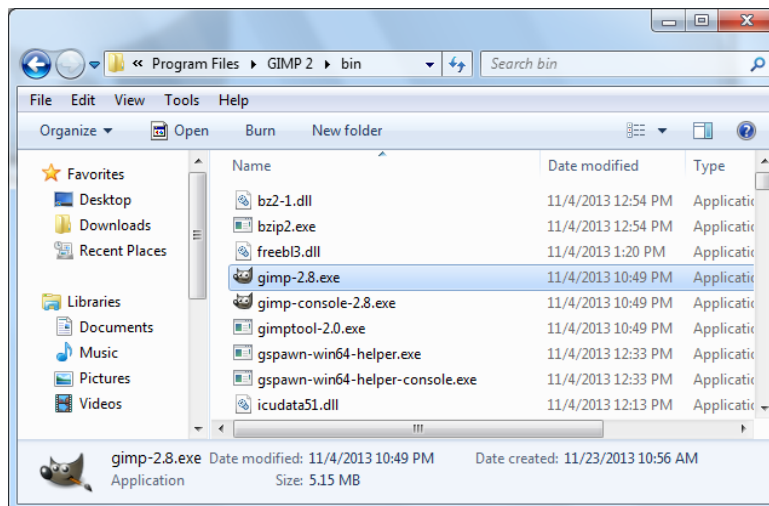 « Program Files ▸ GIMP 2 ▸ bin Search bin
File Edit View Tools Help
Organize Open Burn New folder
Name Date modified Type
Favorites
Desktop
Downloads
Recent Places
Libraries
Documents
Music
Pictures
Videos
bz2-1.dll 11/4/2013 12:54 PM Applicatio
bzip2.exe 11/4/2013 12:54 PM Applicatio
freebl3.dll 11/4/2013 1:20 PM Applicatio
gimp-2.8.exe 11/4/2013 10:49 PM Applicatio
gimp-console-2.8.exe 11/4/2013 10:49 PM Applicatio
gimptool-2.0.exe 11/4/2013 10:49 PM Applicatio
gspawn-win64-helper.exe 11/4/2013 12:33 PM Applicatio
gspawn-win64-helper-console.exe 11/4/2013 12:33 PM Applicatio
icudata51.dll 11/4/2013 12:13 PM Applicatio
gimp-2.8.exe Date modified: 11/4/2013 10:49 PM Date created: 11/23/2013 10:56 AM
Application Size: 5.15 MB